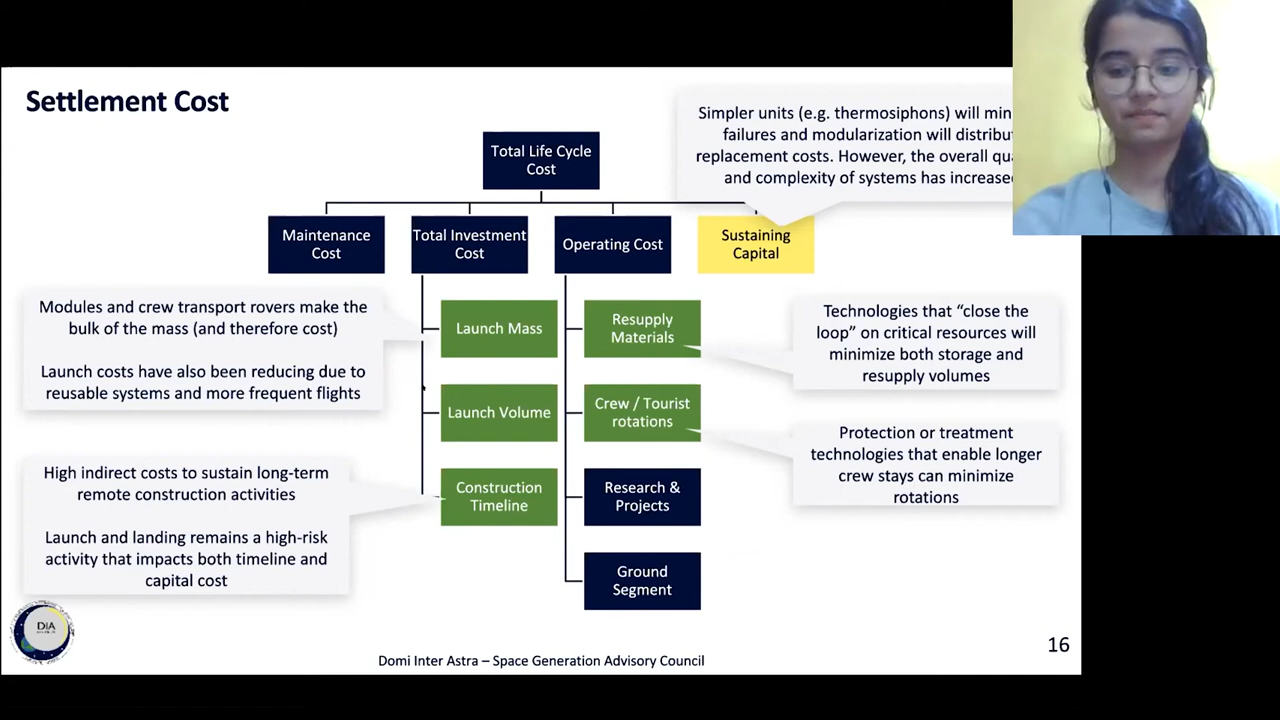 Settlement Cost
Simpler units (e.g. thermosiphons) will
failures and modularization will
replacement costs. However, the overall
and complexity of systems has increased
Total Life Cycle
Cost
Maintenance
Cost
Total Investment
Cost
Operating Cost
Sustaining
Capital
Modules and crew transport rovers make the
bulk of the mass (and therefore cost)
Launch costs have also been reducing due to
reusable systems and more frequent flights
High indirect costs to sustain long-term
remote construction activities
Launch and landing remains a high-risk
activity that impacts both timeline and
capital cost
Launch Mass
Launch Volume
Construction
Timeline
Resupply
Materials
Crew / Tourist
rotations
Research &
Projects
Ground
Segment
Technologies that “close the
loop” on critical resources will
minimize both storage and
resupply volumes
Protection or treatment
technologies that enable longer
crew stays can minimize
rotations
DIA
Domi Inter Astra – Space Generation Advisory Council
16